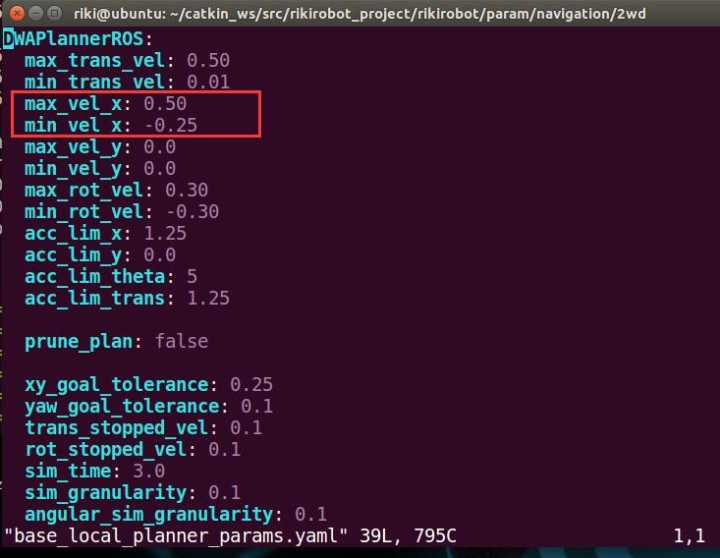 riki@ubuntu: ~/catkin_ws/src/rikirobot_project/rikirobot/param/navigation/2wd
DWAPlannerROS:
max_trans_vel: 0.50
min_trans_vel: 0.01
max_vel_x: 0.50
min_vel_x: -0.25
max_vel_y: 0.0
min_vel_y: 0.0
max_rot_vel: 0.30
min_rot_vel: -0.30
acc_lim_x: 1.25
acc_lim_y: 0.0
acc_lim_theta: 5
acc_lim_trans: 1.25
prune_plan: false
xy_goal_tolerance: 0.25
yaw_goal_tolerance: 0.1
trans_stopped_vel: 0.1
rot_stopped_vel: 0.1
sim_time: 3.0
sim_granularity: 0.1
angular_sim_granularity: 0.1
"base_local_planner_params.yaml" 39L, 795C 1,1